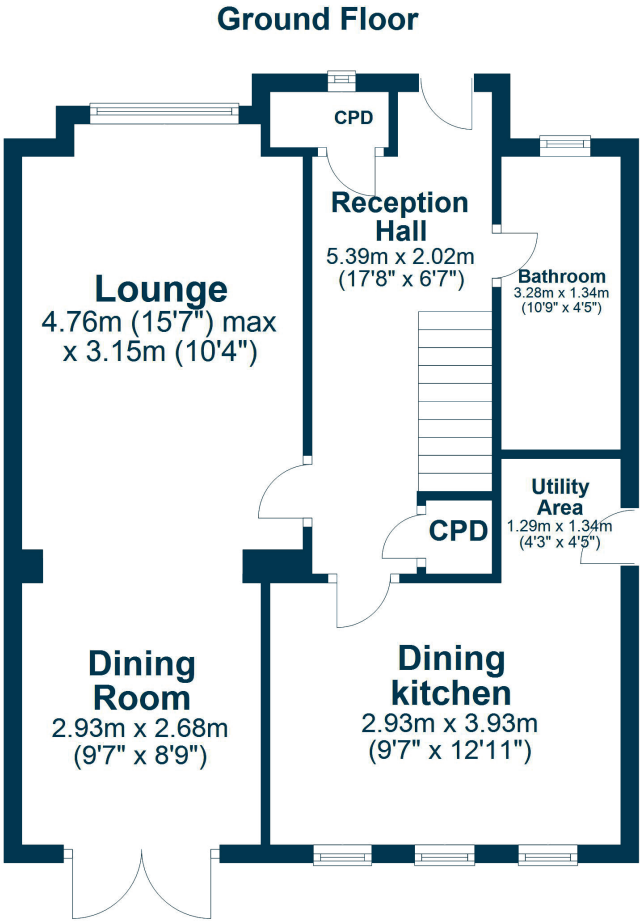 Ground Floor
CPD
Reception
Hall
5.39m x 2.02m
(17'8" x 6'7")
Bathroom
3.28m x 1.34m
(10'9" x 4'5")
Lounge
4.76m (15'7") max
x 3.15m (10'4")
Utility
Area
1.29m x 1.34m
(4'3" x 4'5")
CPD
Dining
Room
2.93m x 2.68m
(9'7" x 8'9")
Dining
kitchen
2.93m x 3.93m
(9'7" x 12'11")